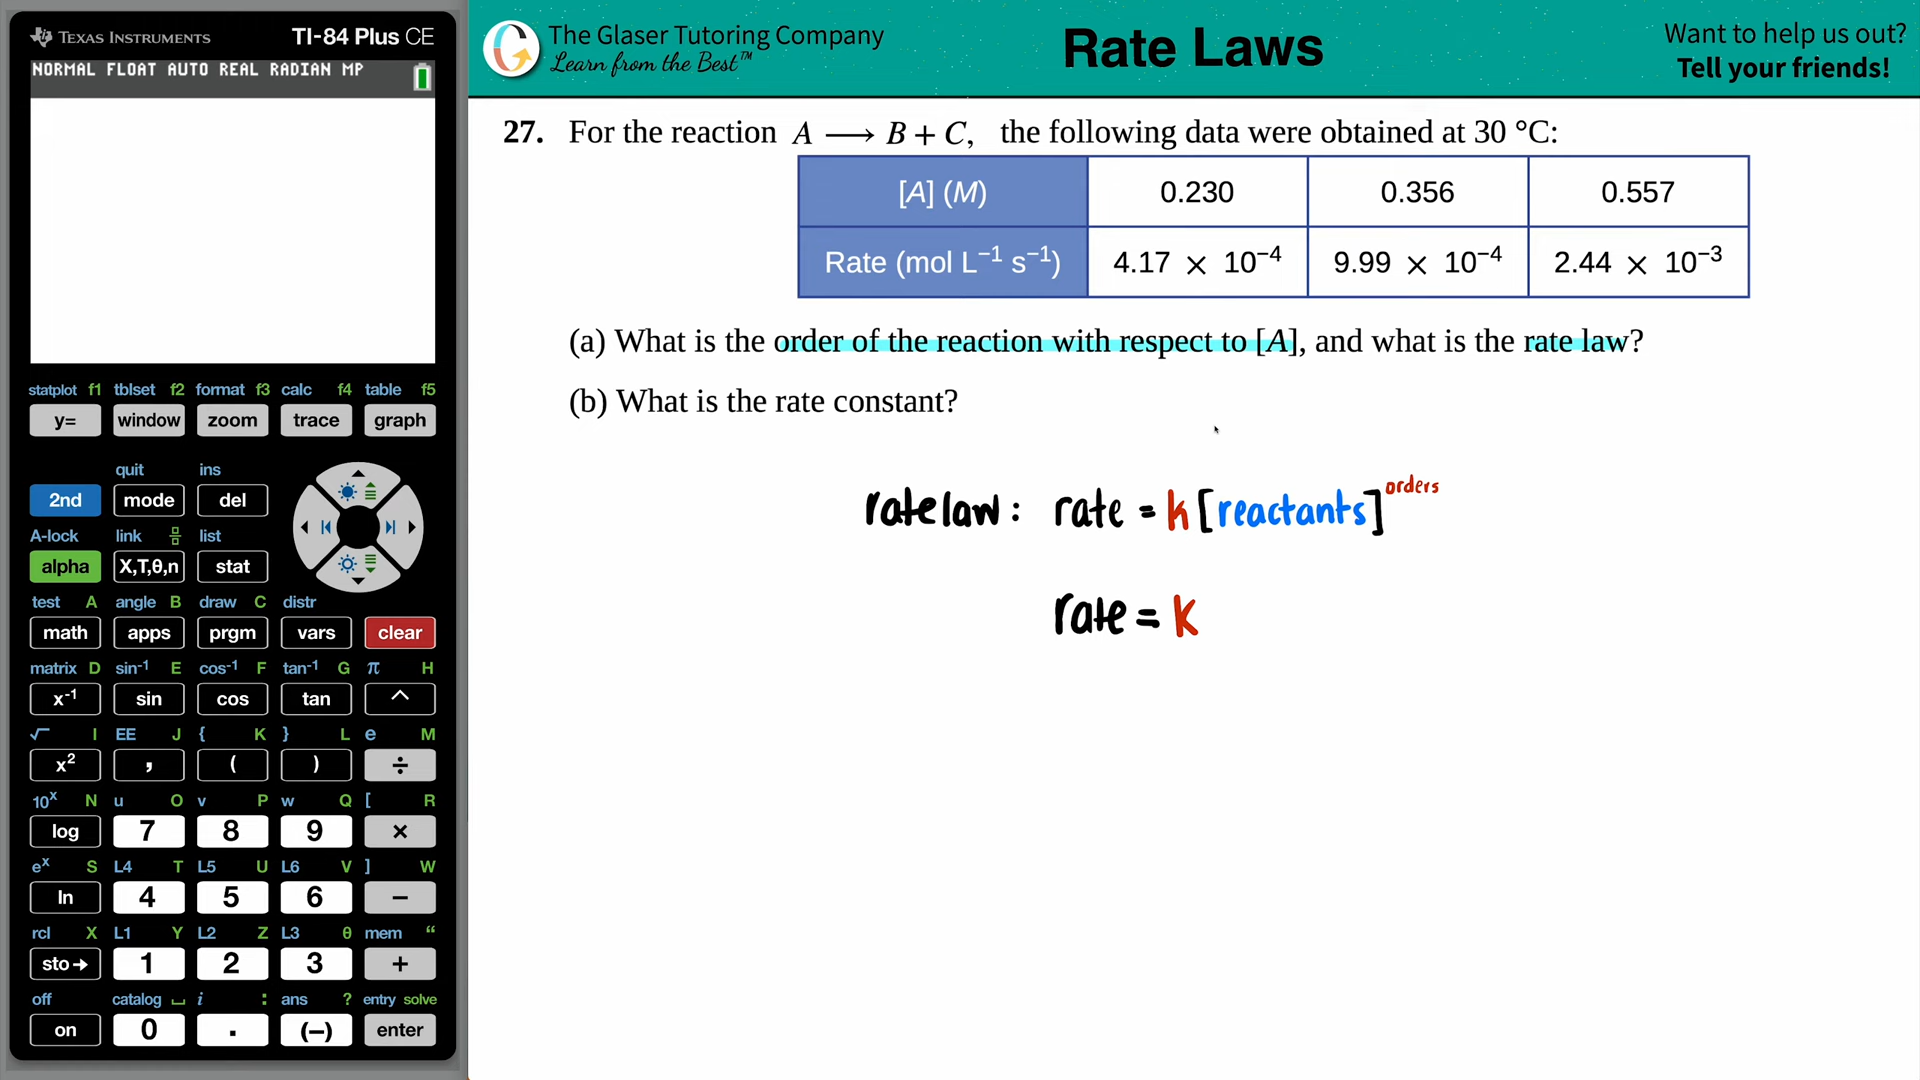 TEXAS INSTRUMENTS TI-84 Plus CE
NORMAL FLOAT AUTO REAL RADIAN MP
statplot f1 tblset f2 format f3 calc f4 table f5
y= window zoom trace graph
quit ins
2nd mode del
A-lock link list
alpha X,T,θ,n stat
test A angle B draw C distr
math apps prgm vars clear
matrix D sin⁻¹ E cos⁻¹ F tan⁻¹ G π H
x⁻¹ sin cos tan ^
√ I EE J { K } L e M
x² , ( ) ÷
10ˣ N u O v P w Q [ R
log 7 8 9 ×
eˣ S L4 T L5 U L6 V ] W
ln 4 5 6 −
rcl X L1 Y L2 Z L3 θ mem “
sto→ 1 2 3 +
off catalog ⎵ i : ans ? entry solve
on 0 . (−) enter
The Glaser Tutoring Company
Learn from the Best™
Rate Laws
Want to help us out?
Tell your friends!
27. For the reaction A ⟶ B + C, the following data were obtained at 30 °C:
[A] (M) 0.230 0.356 0.557
Rate (mol L⁻¹ s⁻¹) 4.17 × 10⁻⁴ 9.99 × 10⁻⁴ 2.44 × 10⁻³
(a) What is the order of the reaction with respect to [A], and what is the rate law?
(b) What is the rate constant?
rate law: rate = k [reactants]^orders
rate = k